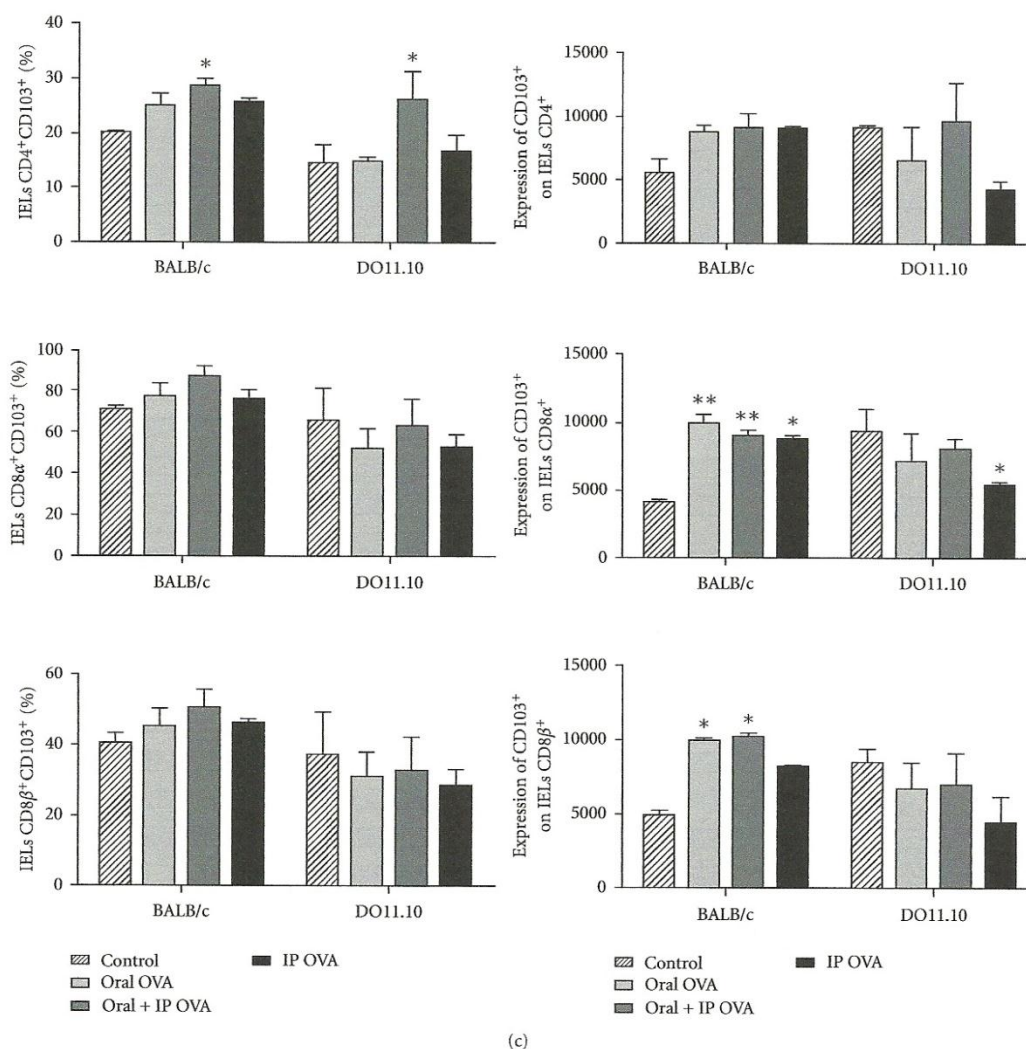 IELs CD4⁺CD103⁺ (%)
40
30
20
10
0
*
*
BALB/c
DO11.10
Expression of CD103⁺
on IELs CD4⁺
15000
10000
5000
0
BALB/c
DO11.10
IELs CD8α⁺CD103⁺ (%)
100
80
60
40
20
0
BALB/c
DO11.10
Expression of CD103⁺
on IELs CD8α⁺
15000
10000
5000
0
**
**
*
*
BALB/c
DO11.10
IELs CD8β⁺ CD103⁺ (%)
60
40
20
0
BALB/c
DO11.10
Expression of CD103⁺
on IELs CD8β⁺
15000
10000
5000
0
*
*
BALB/c
DO11.10
Control
Oral OVA
Oral + IP OVA
IP OVA
Control
Oral OVA
Oral + IP OVA
IP OVA
(c)